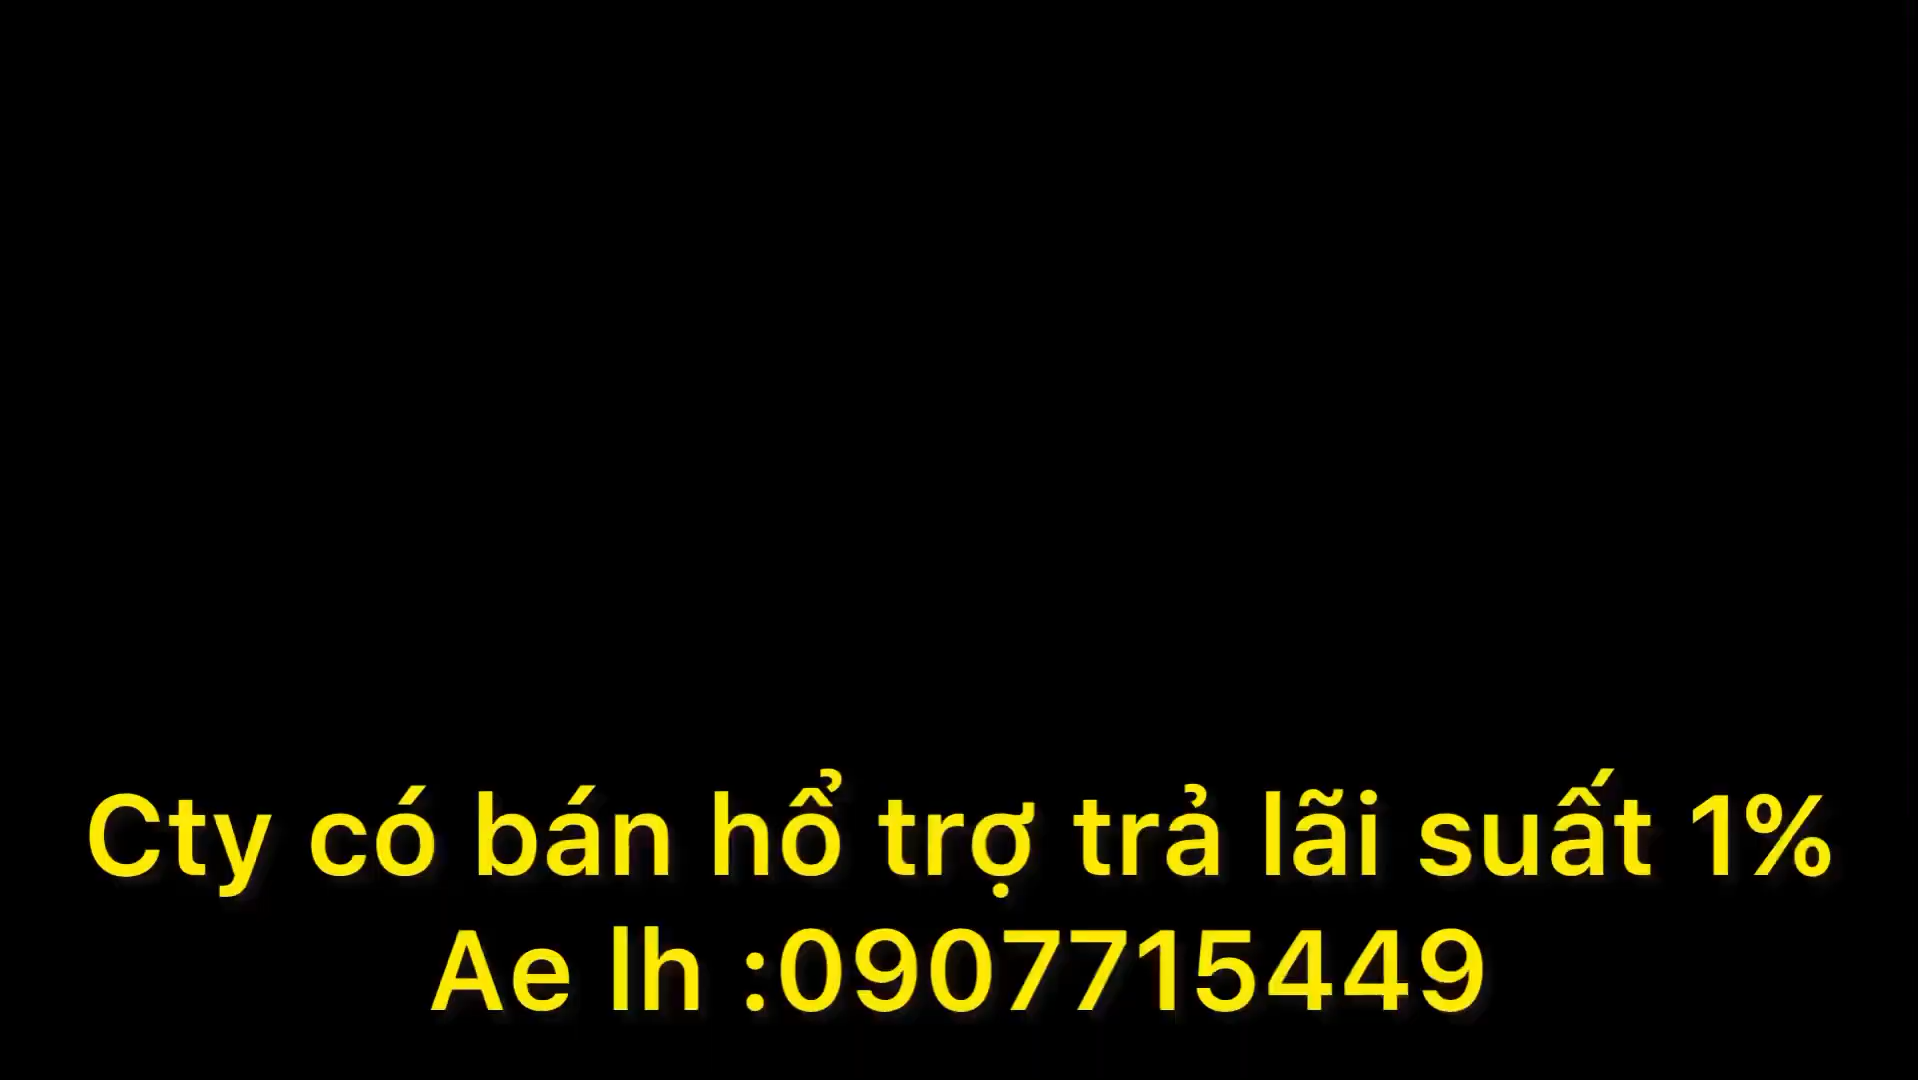 Cty có bán hổ trợ trả lãi suất 1%
Ae lh :0907715449